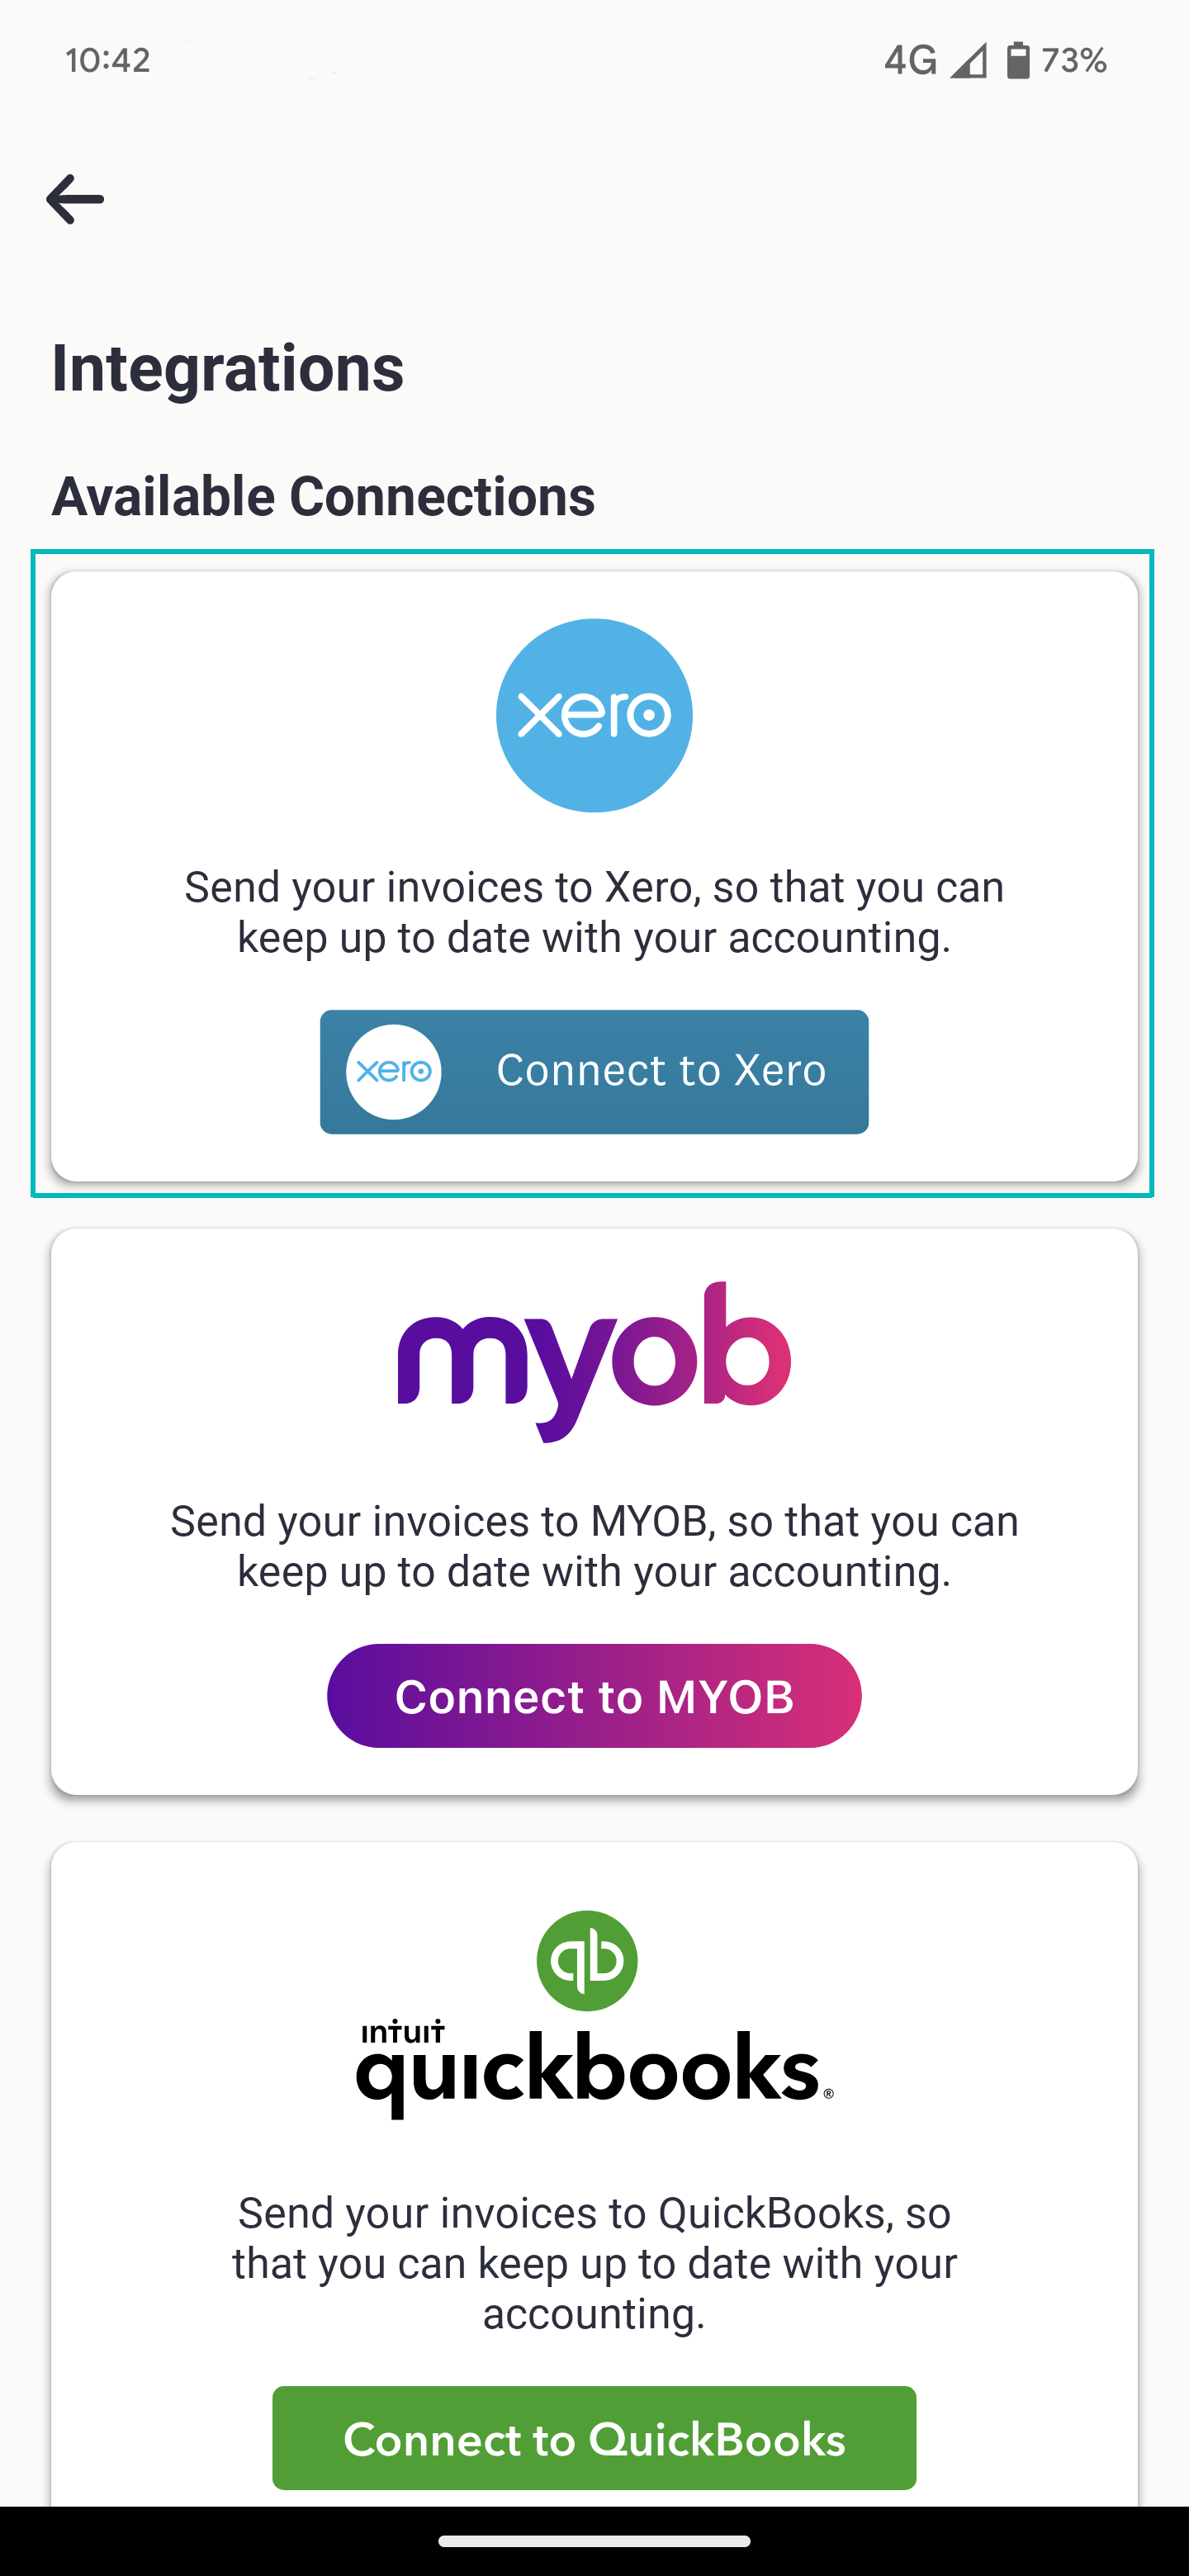 10:42
4G 73%
Integrations
Available Connections
xero
Send your invoices to Xero, so that you can
keep up to date with your accounting.
xero Connect to Xero
myob
Send your invoices to MYOB, so that you can
keep up to date with your accounting.
Connect to MYOB
qb
intuit
quickbooks®
Send your invoices to QuickBooks, so
that you can keep up to date with your
accounting.
Connect to QuickBooks